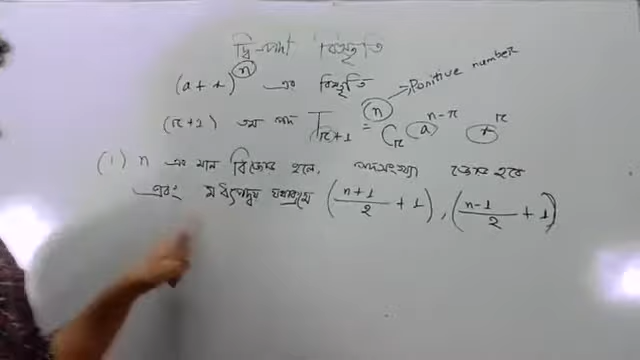 দ্বি-পদী বিস্তৃতি
(a+x)^n এর বিস্তৃতি → Positive number
(r+1) তম পদ T_{r+1} = ^nC_r a^{n-r} x^r
(1) n এর মান বিজোড় হলে, পদসংখ্যা জোড় হবে
এবং মধ্যপদদ্বয় যথাক্রমে ((n+1)/2 + 1), ((n-1)/2 + 1)